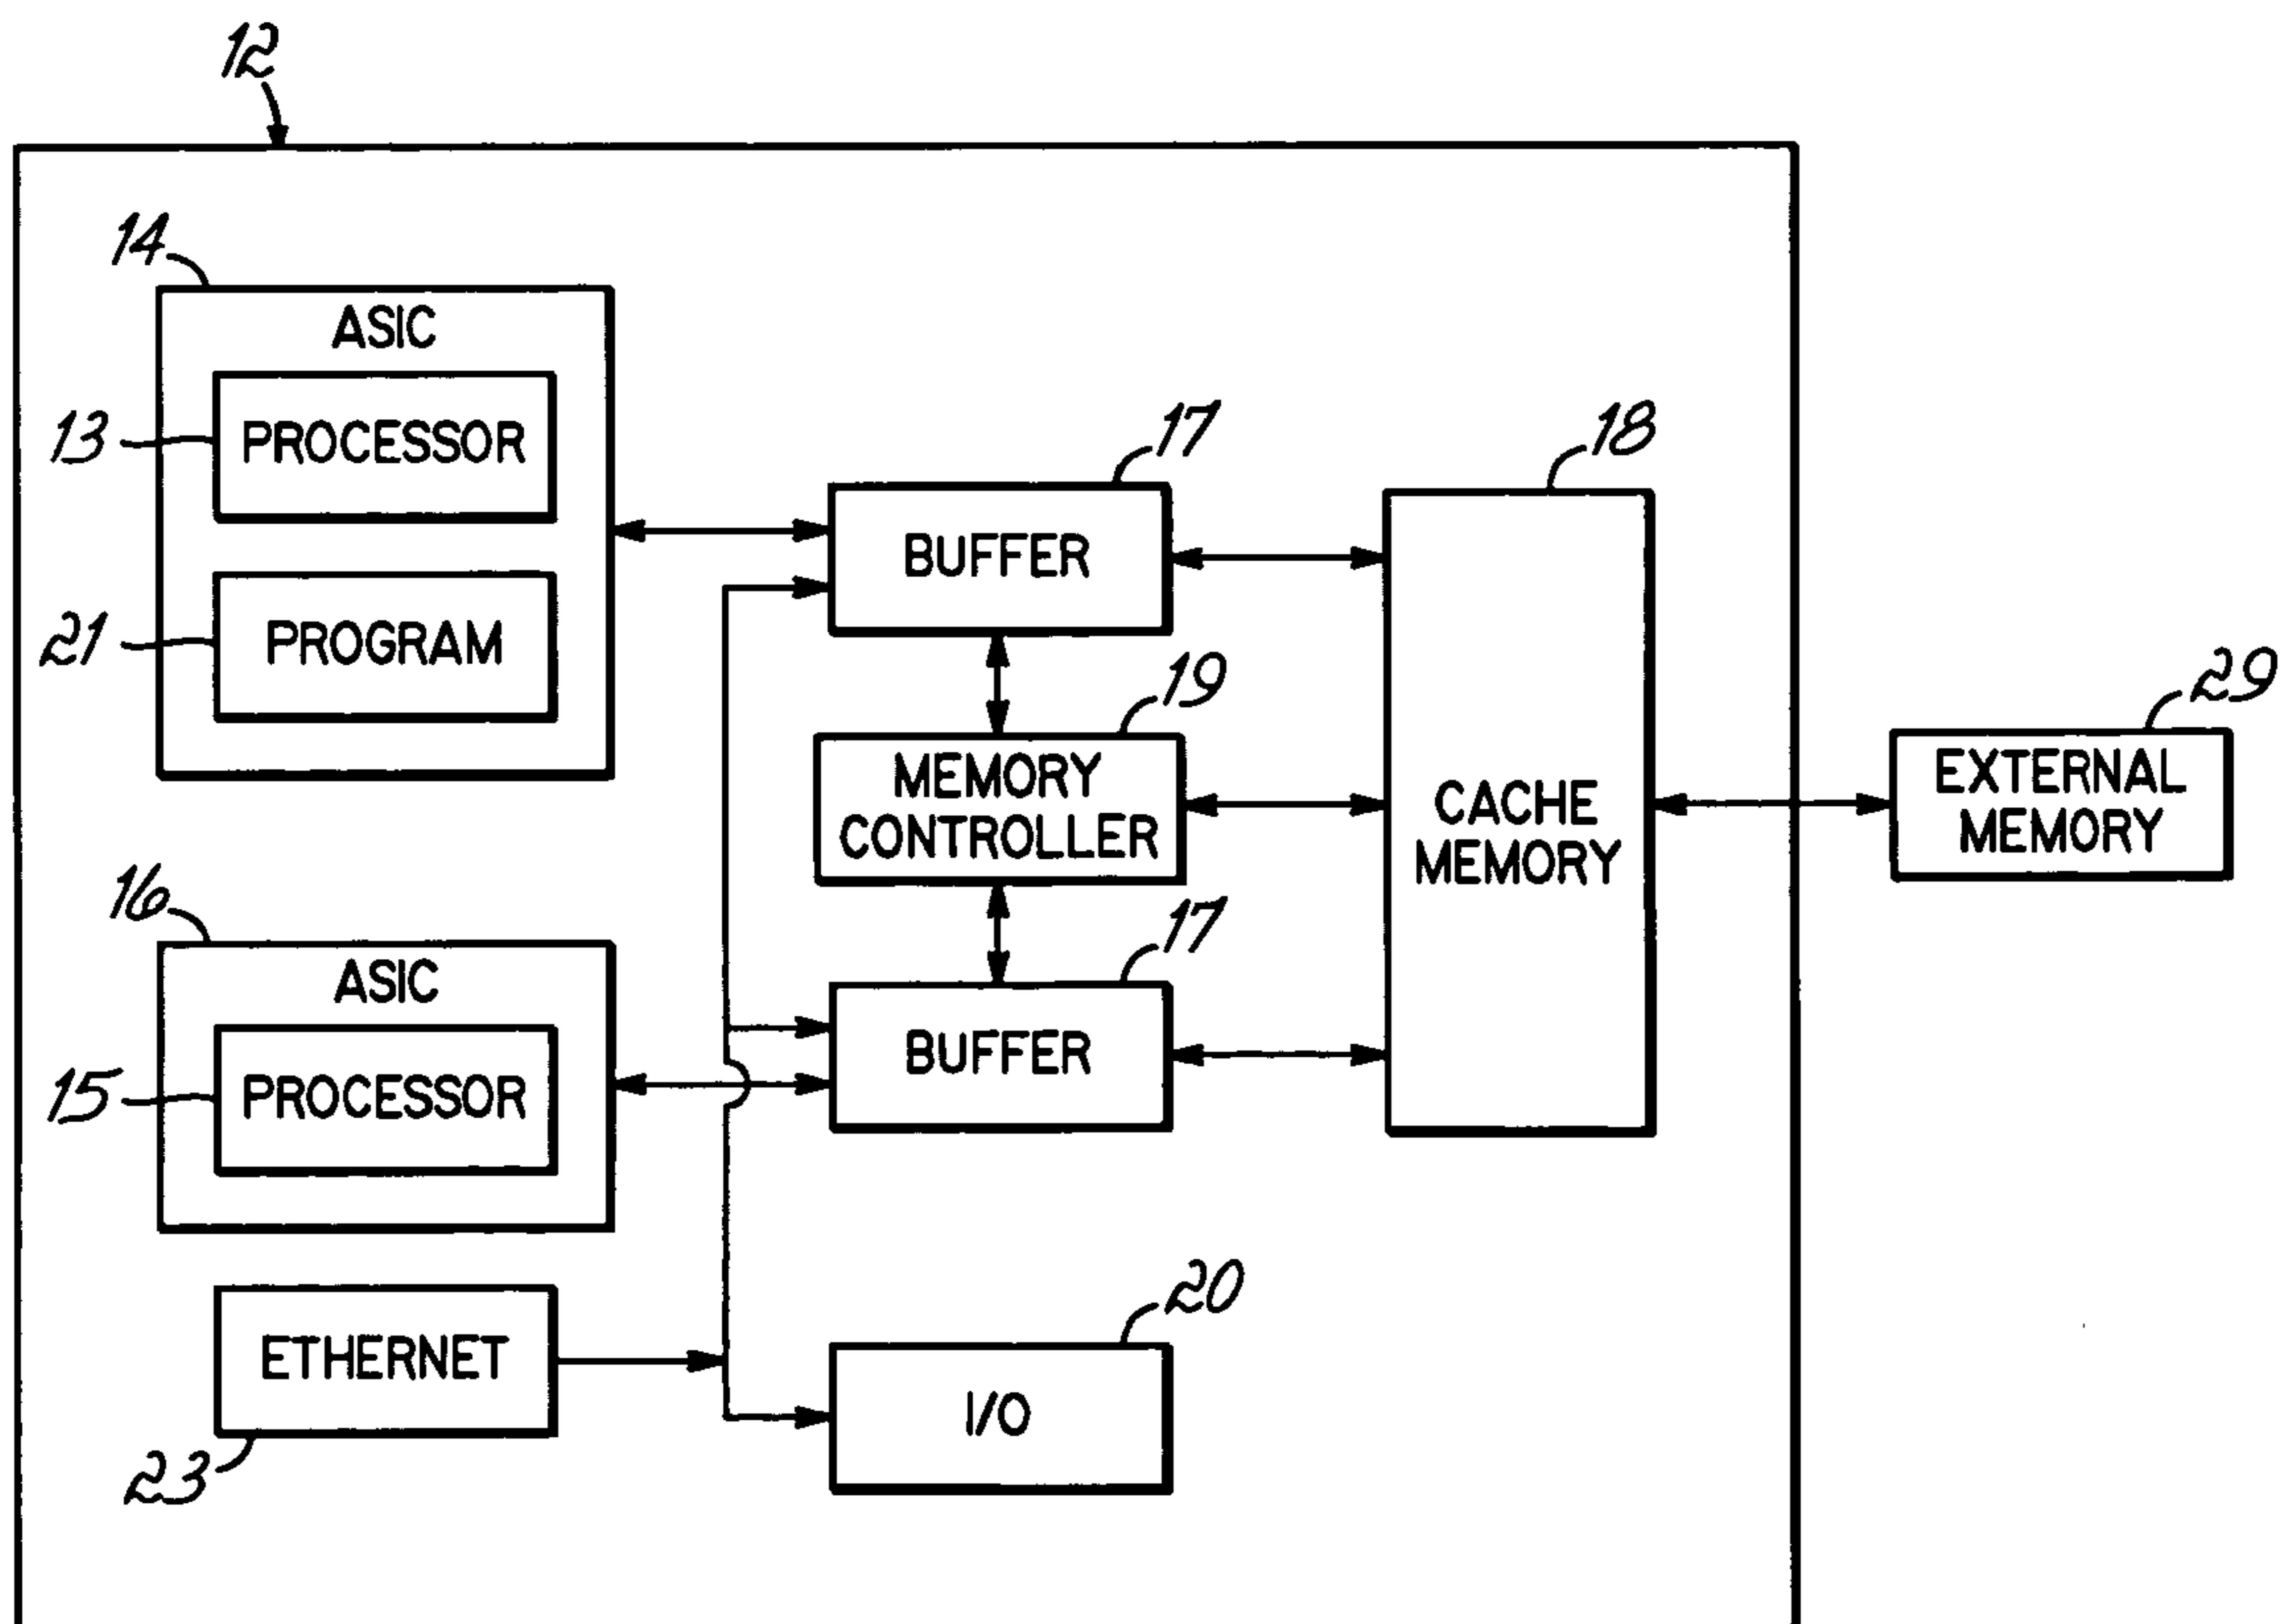 12
14
ASIC
13
PROCESSOR
21
PROGRAM
17
BUFFER
18
19
MEMORY
CONTROLLER
CACHE
MEMORY
29
EXTERNAL
MEMORY
16
ASIC
15
PROCESSOR
17
BUFFER
ETHERNET
23
20
I/O